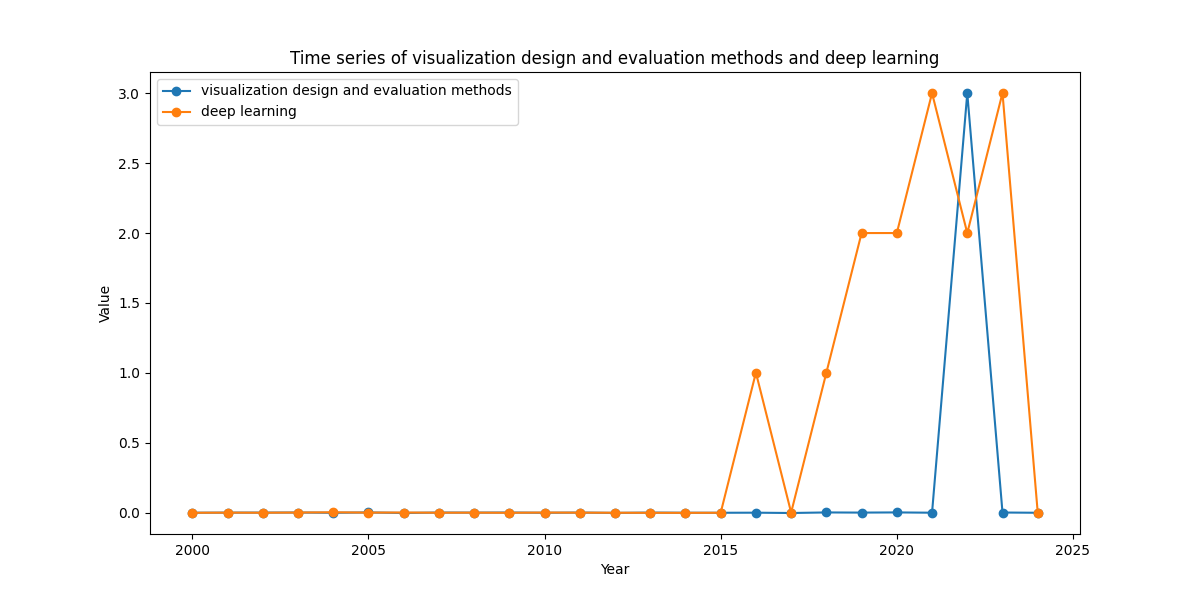 Time series of visualization design and evaluation methods and deep learning
visualization design and evaluation methods
deep learning
3.0
2.5
2.0
1.5
1.0
0.5
0.0
Value
2000
2005
2010
2015
2020
2025
Year